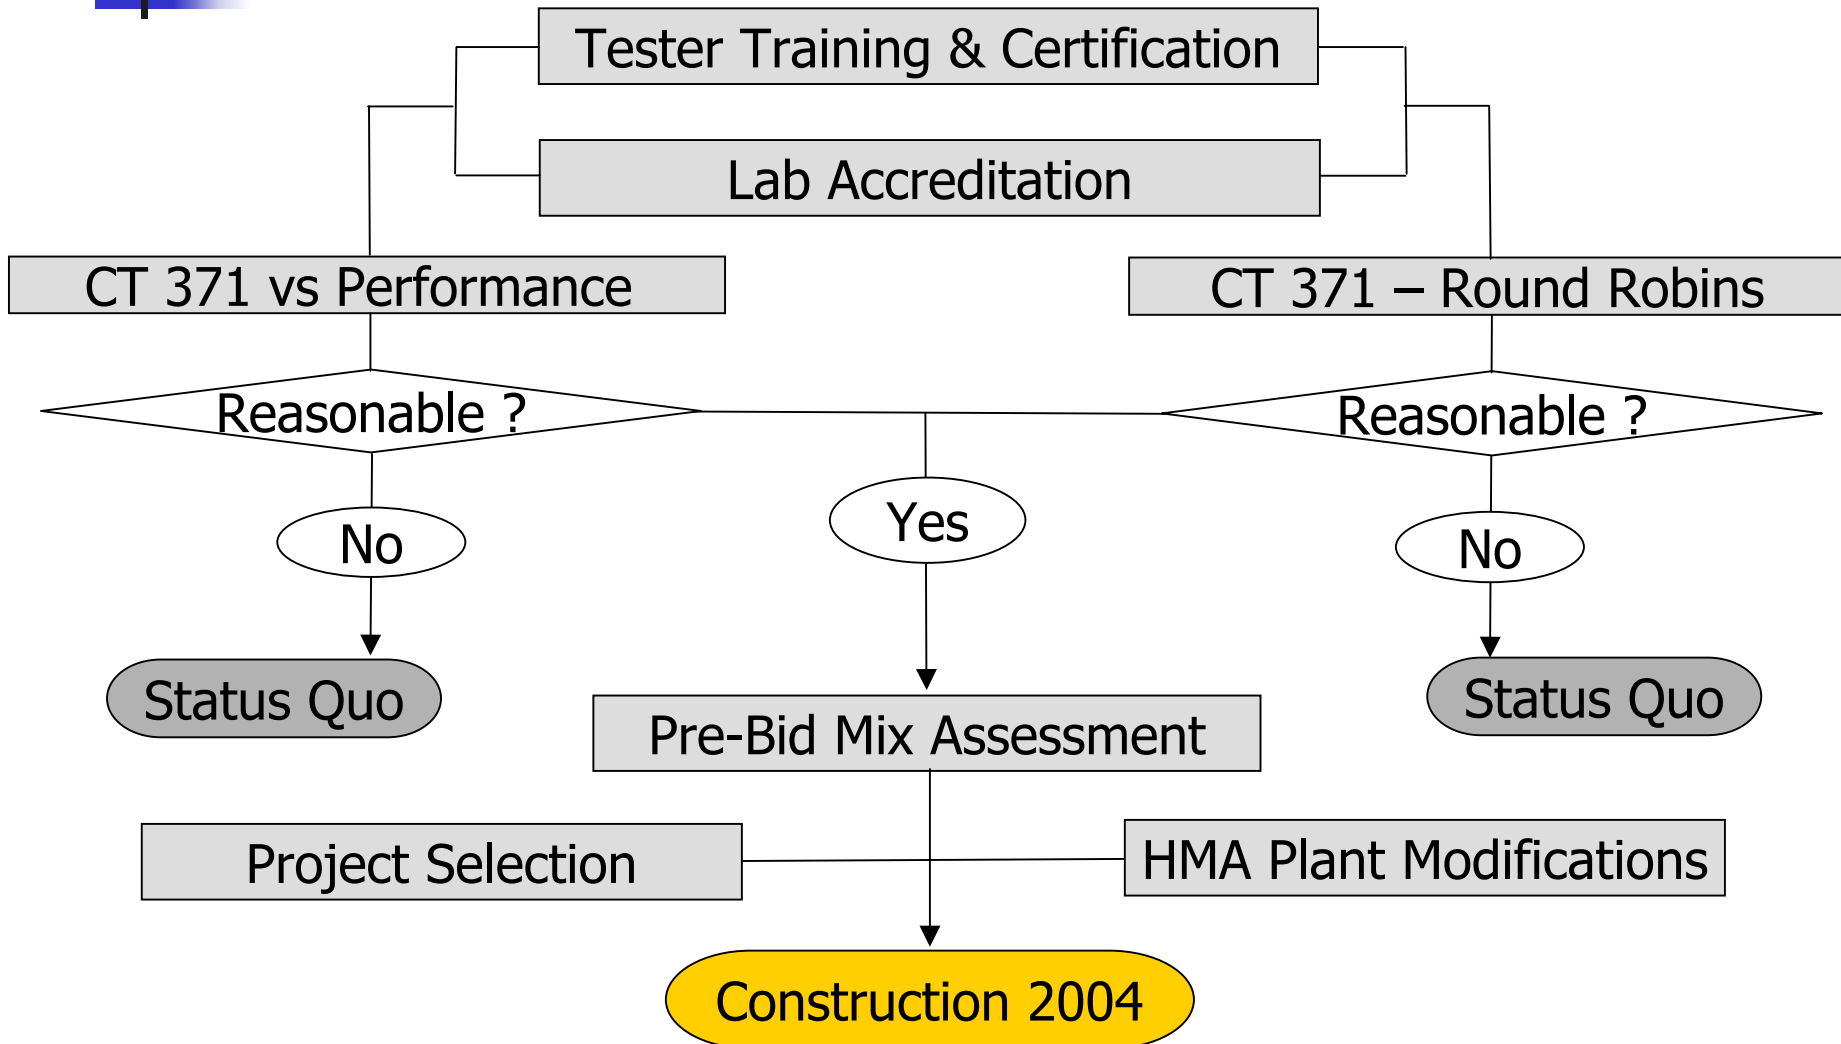 Tester Training & Certification
Lab Accreditation
CT 371 vs Performance
CT 371 – Round Robins
Reasonable ?
Reasonable ?
No
Yes
No
Status Quo
Status Quo
Pre-Bid Mix Assessment
Project Selection
HMA Plant Modifications
Construction 2004